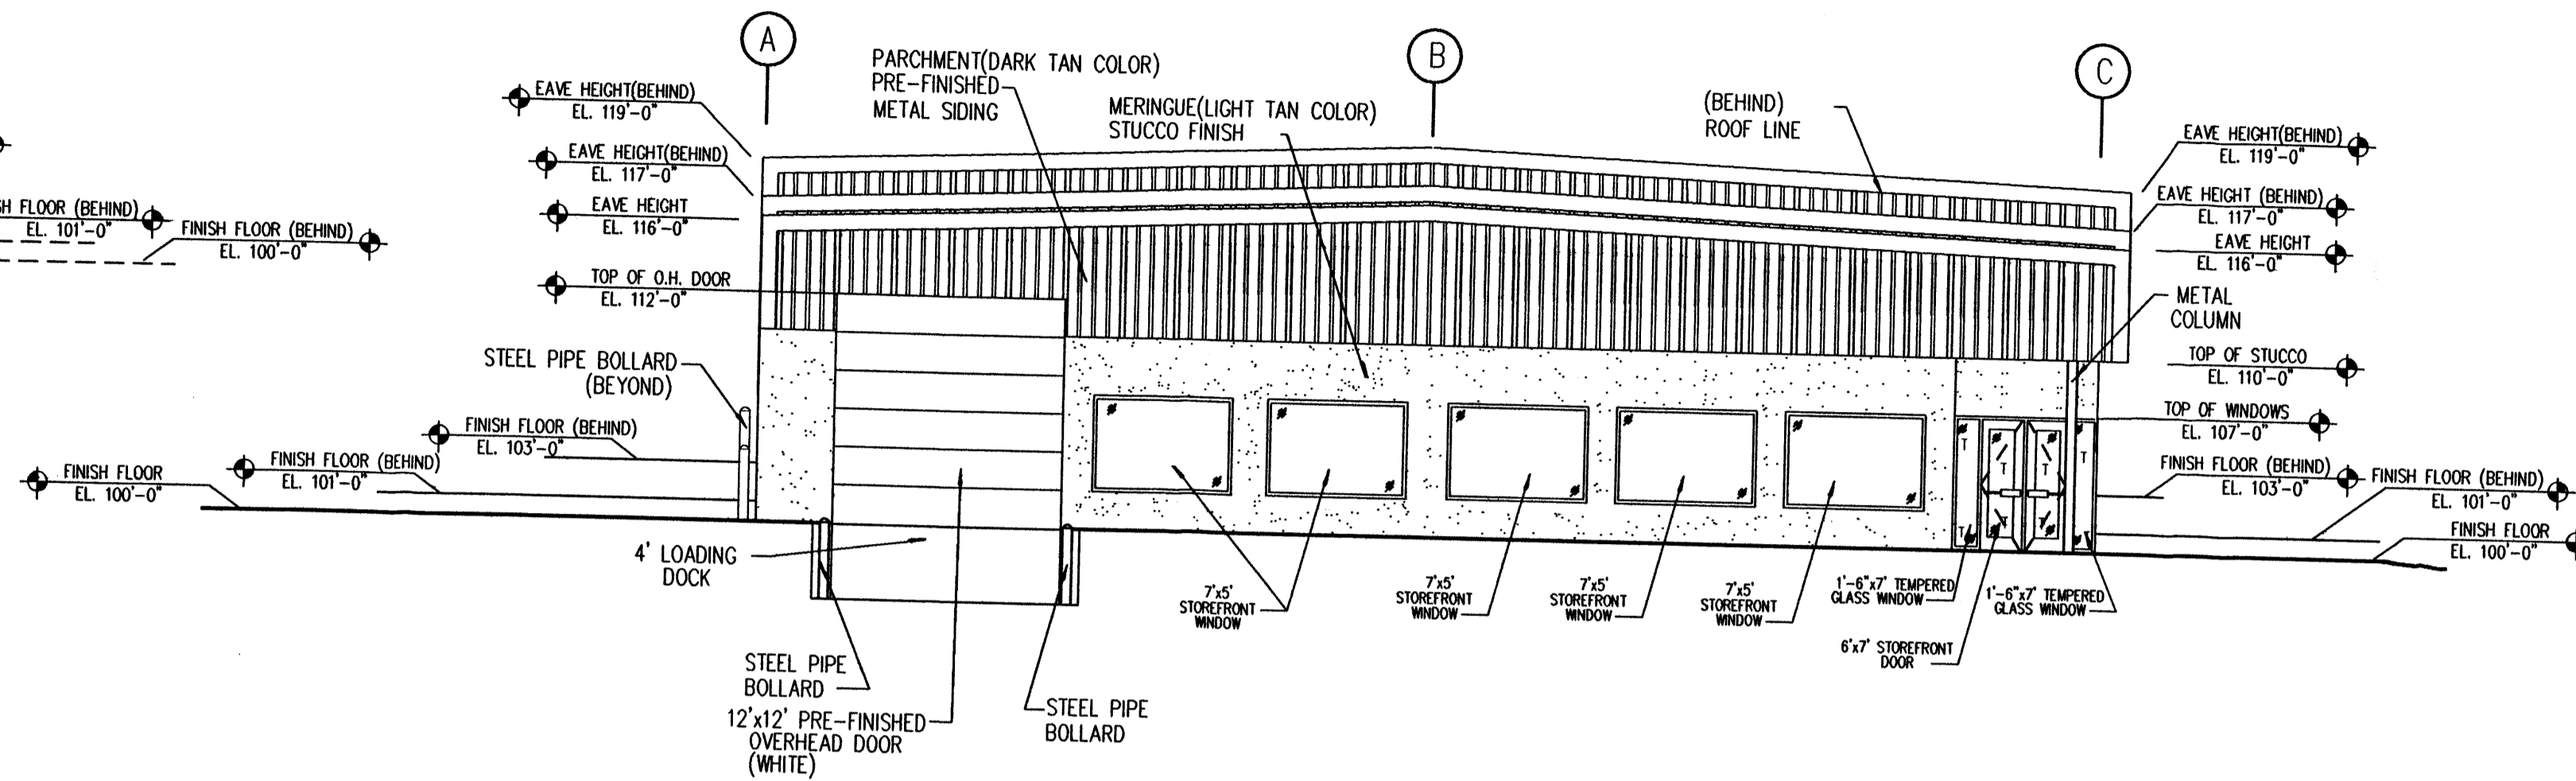 A
B
C
PARCHMENT(DARK TAN COLOR)
PRE-FINISHED
METAL SIDING
MERINGUE(LIGHT TAN COLOR)
STUCCO FINISH
(BEHIND)
ROOF LINE
EAVE HEIGHT(BEHIND)
EL. 119'-0"
EAVE HEIGHT(BEHIND)
EL. 117'-0"
EAVE HEIGHT
EL. 116'-0"
TOP OF O.H. DOOR
EL. 112'-0"
FLOOR (BEHIND)
EL. 101'-0"
FINISH FLOOR (BEHIND)
EL. 100'-0"
STEEL PIPE BOLLARD
(BEYOND)
FINISH FLOOR (BEHIND)
EL. 103'-0"
FINISH FLOOR (BEHIND)
EL. 101'-0"
FINISH FLOOR
EL. 100'-0"
EAVE HEIGHT(BEHIND)
EL. 119'-0"
EAVE HEIGHT (BEHIND)
EL. 117'-0"
EAVE HEIGHT
EL. 116'-0"
METAL
COLUMN
TOP OF STUCCO
EL. 110'-0"
TOP OF WINDOWS
EL. 107'-0"
FINISH FLOOR (BEHIND)
EL. 103'-0"
FINISH FLOOR (BEHIND)
EL. 101'-0"
FINISH FLOOR
EL. 100'-0"
T
T
T
T
T
T
T
T
4' LOADING
DOCK
7'x5'
STOREFRONT
WINDOW
7'x5'
STOREFRONT
WINDOW
7'x5'
STOREFRONT
WINDOW
7'x5'
STOREFRONT
WINDOW
1'-6"x7' TEMPERED
GLASS WINDOW
1'-6"x7' TEMPERED
GLASS WINDOW
6'x7' STOREFRONT
DOOR
STEEL PIPE
BOLLARD
12'x12' PRE-FINISHED
OVERHEAD DOOR
(WHITE)
STEEL PIPE
BOLLARD